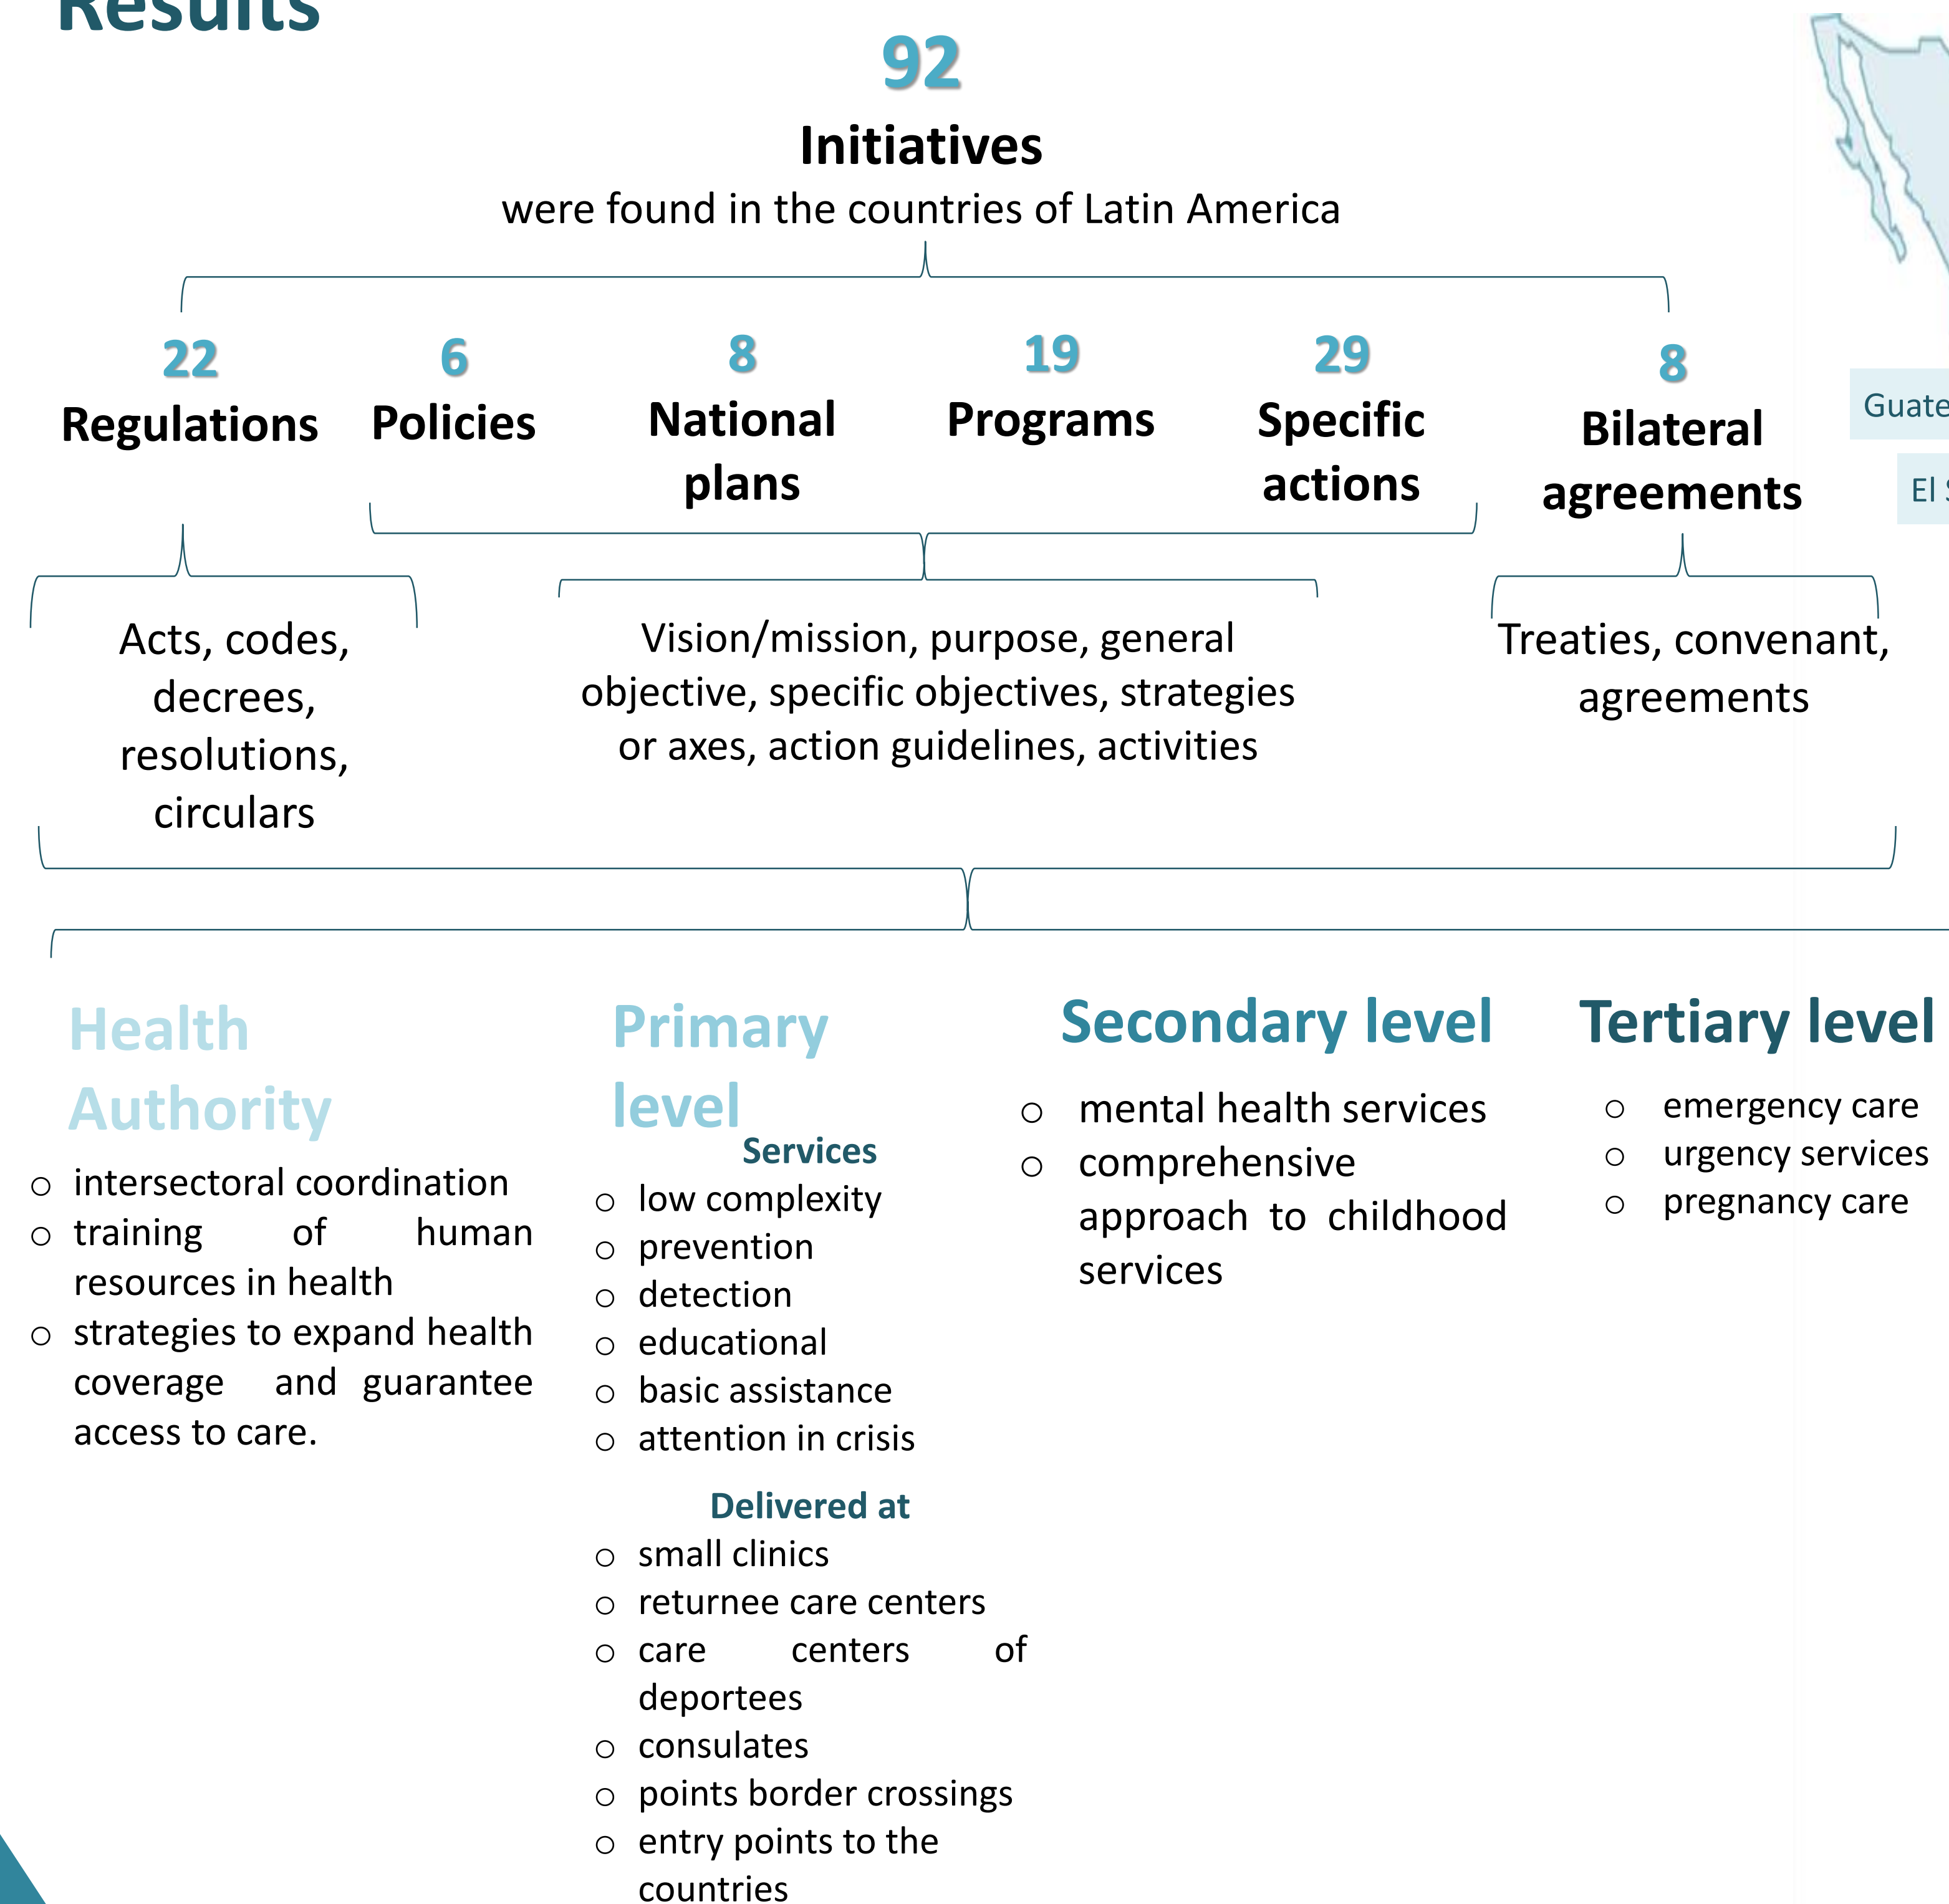 Results
92
Initiatives
were found in the countries of Latin America
22
Regulations
6
Policies
8
National
plans
19
Programs
29
Specific
actions
8
Bilateral
agreements
El
Acts, codes,
decrees,
resolutions,
circulars
Vision/mission, purpose, general
objective, specific objectives, strategies
or axes, action guidelines, activities
Treaties, convenant,
agreements
Health
Authority
○ intersectoral coordination
○ training of human
resources in health
○ strategies to expand health
coverage and guarantee
access to care.
Primary
level
Services
○ low complexity
○ prevention
○ detection
○ educational
○ basic assistance
○ attention in crisis
Delivered at
○ small clinics
○ returnee care centers
○ care centers of
deportees
○ consulates
○ points border crossings
○ entry points to the
countries
Secondary level
○ mental health services
○ comprehensive
approach to childhood
services
Tertiary level
○ emergency care
○ urgency services
○ pregnancy care